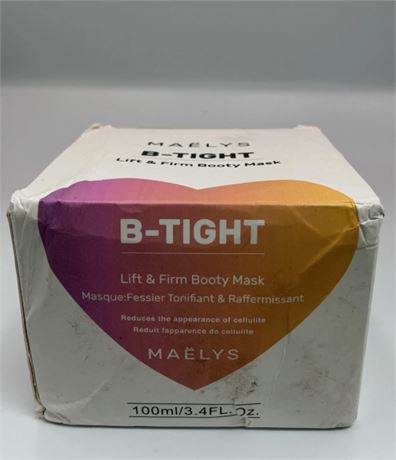 MAËLYS
B-TIGHT
Lift & Firm Booty Mask
B-TIGHT
Lift & Firm Booty Mask
Masque:Fessier Tonifiant & Raffermissant
Reduces the appearance of cellulite
Réduit l'apparence do cellulite
MAËLYS
100ml/3.4FL.Oz.